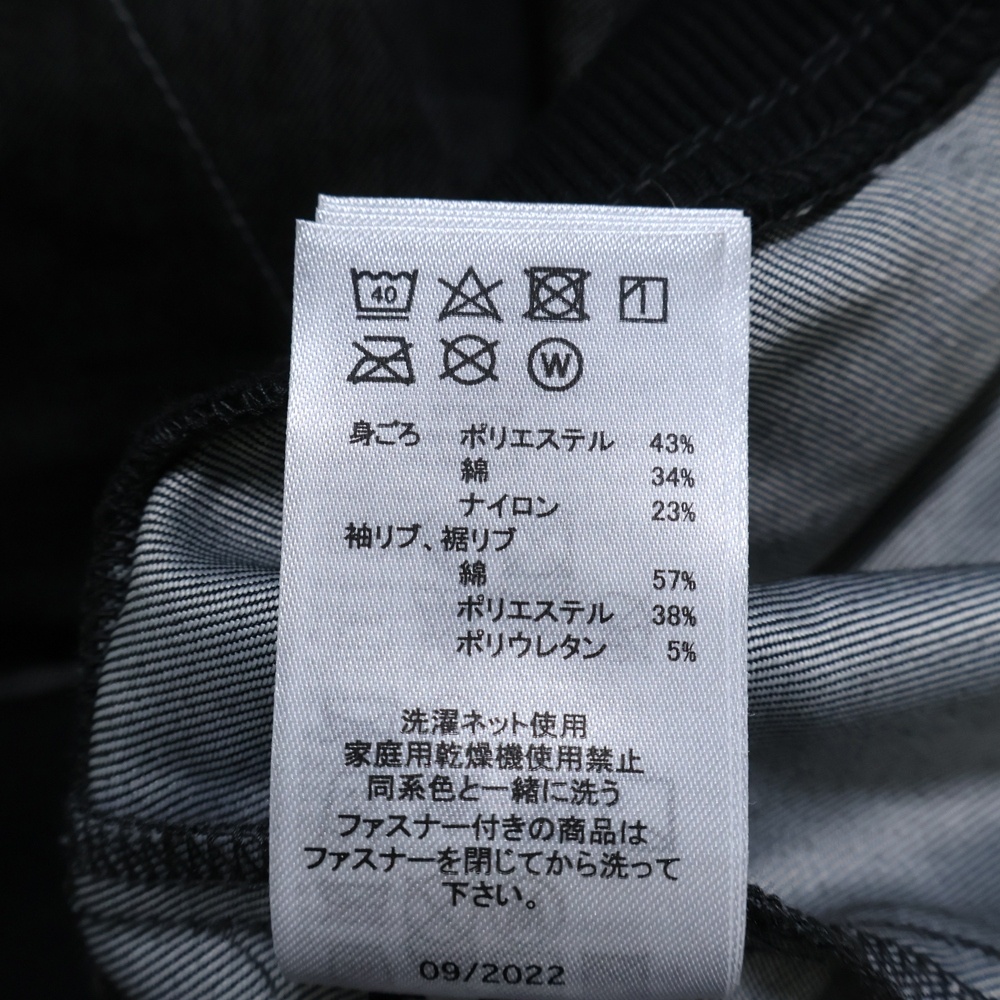 40
W
身ごろ ポリエステル 43%
綿 34%
ナイロン 23%
袖リブ、裾リブ
綿 57%
ポリエステル 38%
ポリウレタン 5%
洗濯ネット使用
家庭用乾燥機使用禁止
同系色と一緒に洗う
ファスナー付きの商品は
ファスナーを閉じてから洗って
下さい。
09/2022